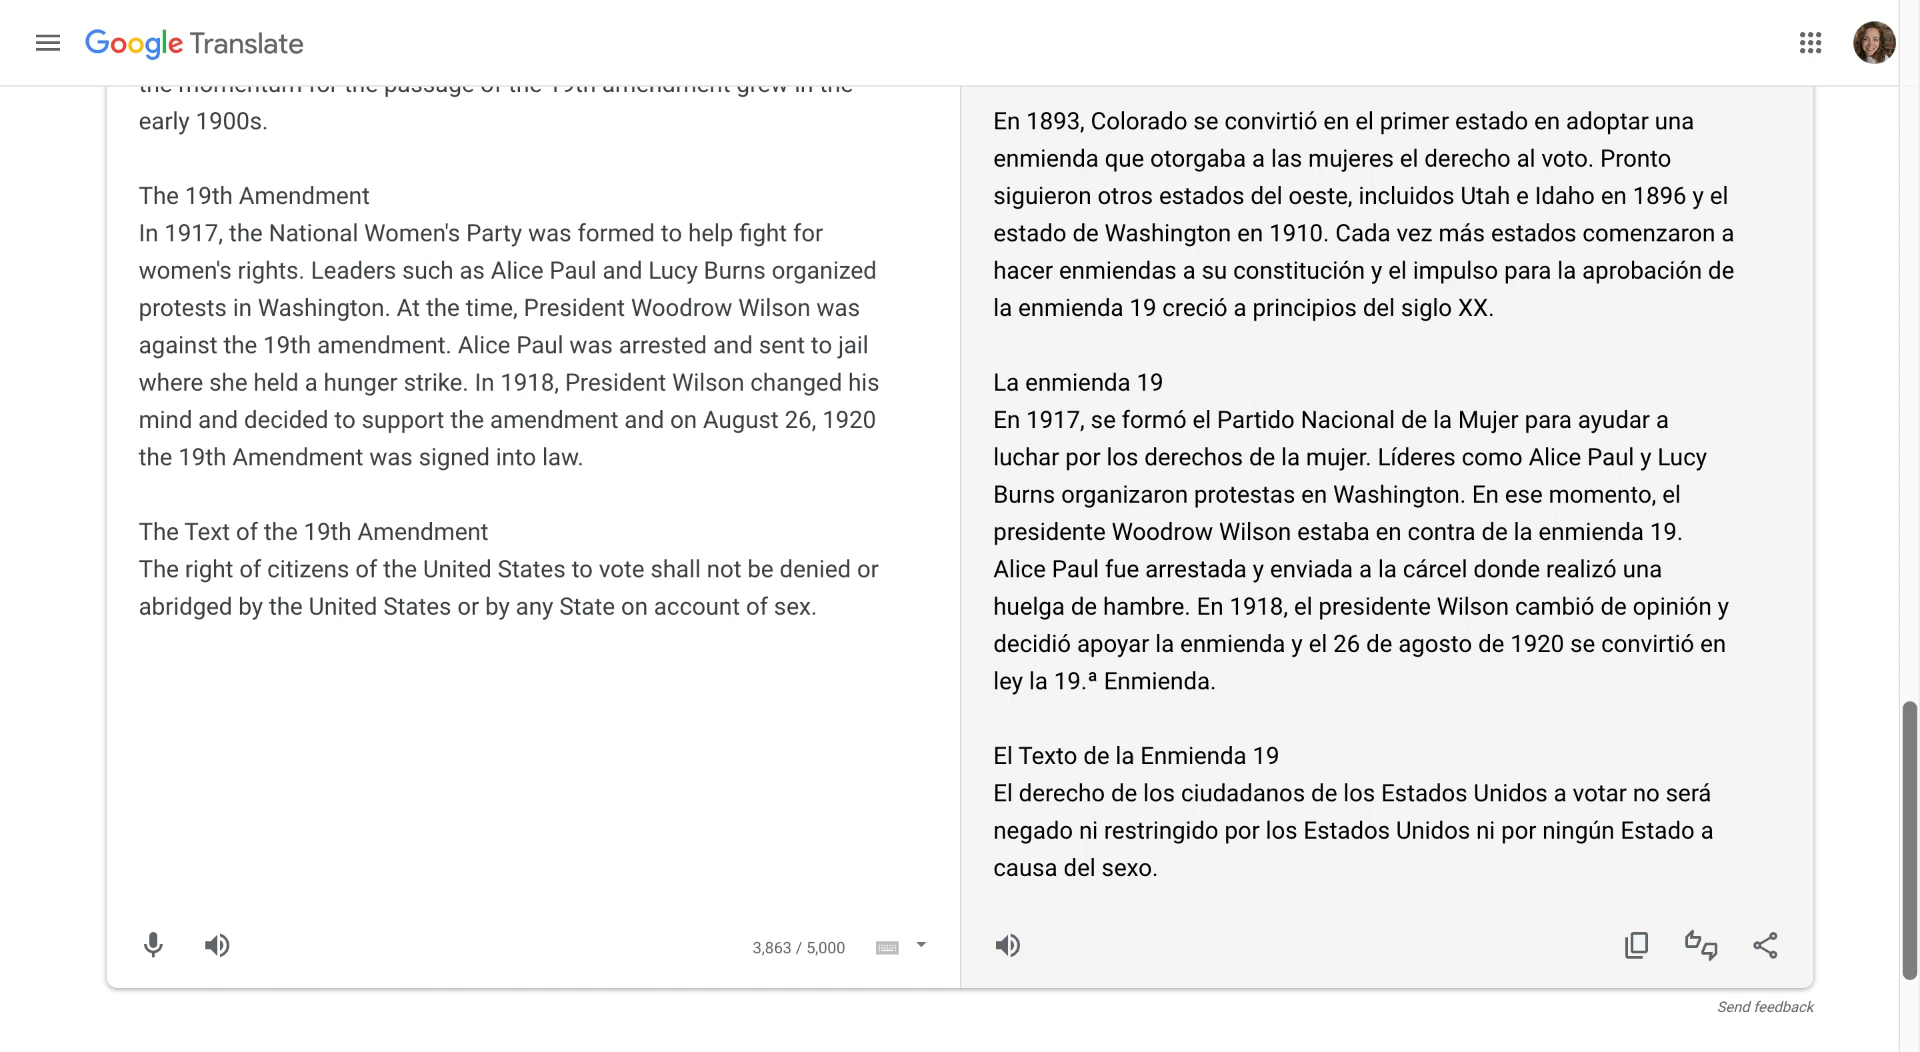 Google Translate
the momentum for the passage of the 19th amendment grew in the
early 1900s.
The 19th Amendment
In 1917, the National Women's Party was formed to help fight for
women's rights. Leaders such as Alice Paul and Lucy Burns organized
protests in Washington. At the time, President Woodrow Wilson was
against the 19th amendment. Alice Paul was arrested and sent to jail
where she held a hunger strike. In 1918, President Wilson changed his
mind and decided to support the amendment and on August 26, 1920
the 19th Amendment was signed into law.
The Text of the 19th Amendment
The right of citizens of the United States to vote shall not be denied or
abridged by the United States or by any State on account of sex.
3,863 / 5,000
En 1893, Colorado se convirtió en el primer estado en adoptar una
enmienda que otorgaba a las mujeres el derecho al voto. Pronto
siguieron otros estados del oeste, incluidos Utah e Idaho en 1896 y el
estado de Washington en 1910. Cada vez más estados comenzaron a
hacer enmiendas a su constitución y el impulso para la aprobación de
la enmienda 19 creció a principios del siglo XX.
La enmienda 19
En 1917, se formó el Partido Nacional de la Mujer para ayudar a
luchar por los derechos de la mujer. Líderes como Alice Paul y Lucy
Burns organizaron protestas en Washington. En ese momento, el
presidente Woodrow Wilson estaba en contra de la enmienda 19.
Alice Paul fue arrestada y enviada a la cárcel donde realizó una
huelga de hambre. En 1918, el presidente Wilson cambió de opinión y
decidió apoyar la enmienda y el 26 de agosto de 1920 se convirtió en
ley la 19.ª Enmienda.
El Texto de la Enmienda 19
El derecho de los ciudadanos de los Estados Unidos a votar no será
negado ni restringido por los Estados Unidos ni por ningún Estado a
causa del sexo.
Send feedback